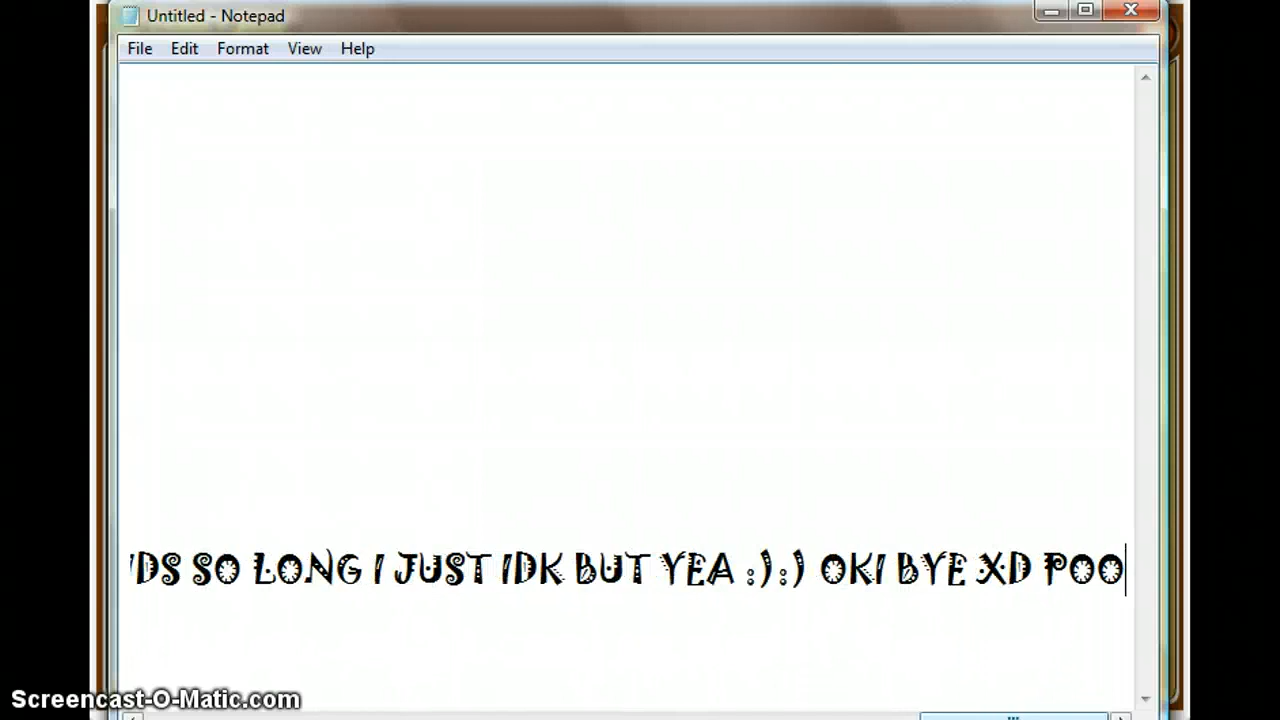 Untitled - Notepad
File Edit Format View Help
DS SO LONG I JUST IDK BUT YEA :):) OKI BYE XD POO
Screencast-O-Matic.com